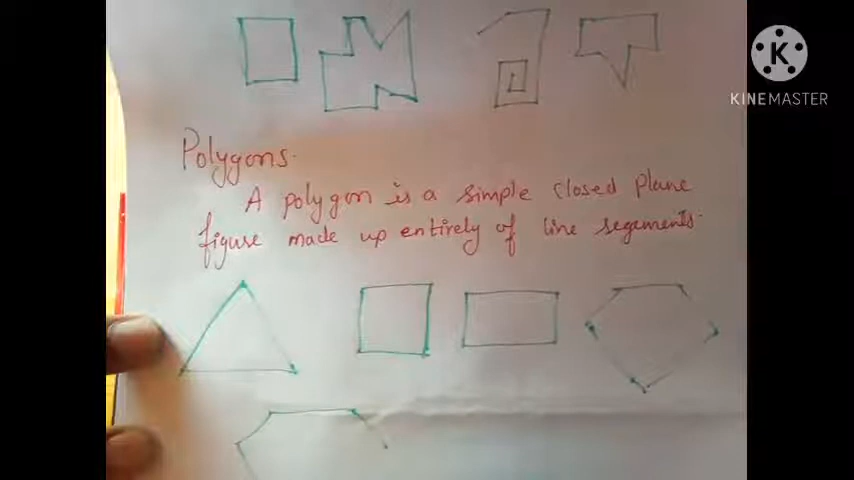 KINEMASTER
Polygons.
A polygon is a simple closed plane
figure made up entirely of line segements.